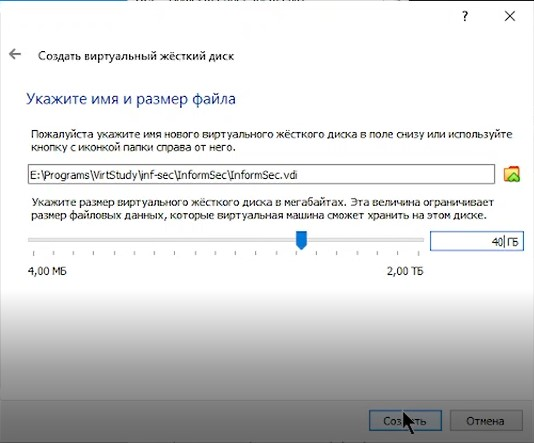 ?
Создать виртуальный жёсткий диск
Укажите имя и размер файла
Пожалуйста укажите имя нового виртуального жёсткого диска в поле снизу или используйте
кнопку с иконкой папки справа от него.
E:\Programs\VirtStudy\inf-sec\InformSec\InformSec.vdi
Укажите размер виртуального жёсткого диска в мегабайтах. Эта величина ограничивает
размер файловых данных, которые виртуальная машина сможет хранить на этом диске.
40 ГБ
4,00 МБ
2,00 ТБ
Создать
Отмена